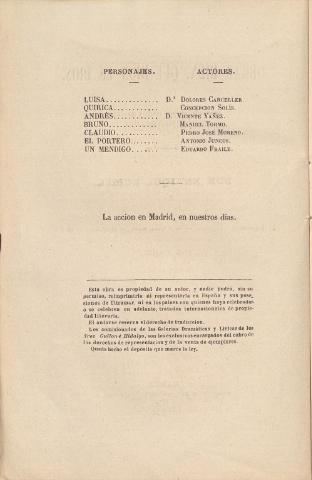 PERSONAJES. ACTORES.
LUISA.............. D.ª DOLORES CARCELLER
QUIRICA............ CONCEPCION SOLÍS.
ANDRÉS............. D. VICENTE YAÑEZ.
BRUNO.............. MANUEL TORMO.
CLAUDIO............ PEDRO JOSÉ MORENO.
EL PORTERO......... ANTONIO JUNCOS.
UN MENDIGO......... EDUARDO FRAILE.
La accion en Madrid, en nuestros dias.
Esta obra es propiedad de su autor, y nadie podrá, sin su
permiso, reimprimirla ni representarla en España y sus pose-
siones de Ultramar, ni en los paises con quienes haya celebrados
o se celebren en adelante, tratados internacionales de propie-
dad literaria.
El autor se reserva el derecho de traduccion.
Los comisionados de las Galerías Dramáticas y Líricas de los
Sres. Gullon é Hidalgo, son los exclusivos encargados del cobro de
los derechos de representacion y de la venta de ejemplares.
Queda hecho el depósito que marca la ley.